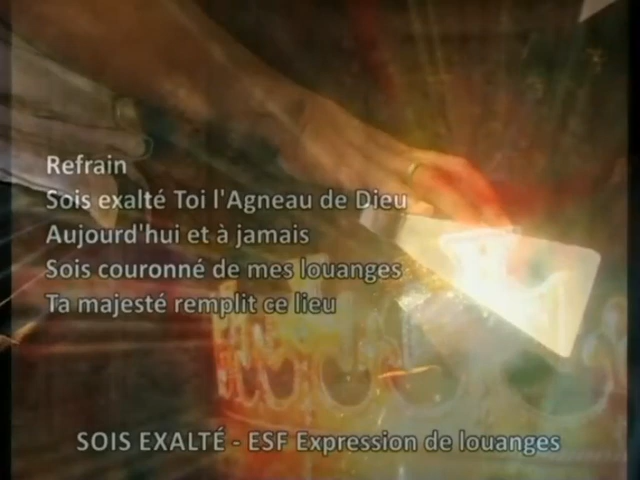 Refrain
Sois exalté Toi l'Agneau de Dieu
Aujourd'hui et à jamais
Sois couronné de mes louanges
Ta majesté remplit ce lieu
SOIS EXALTÉ - ESF Expression de louanges